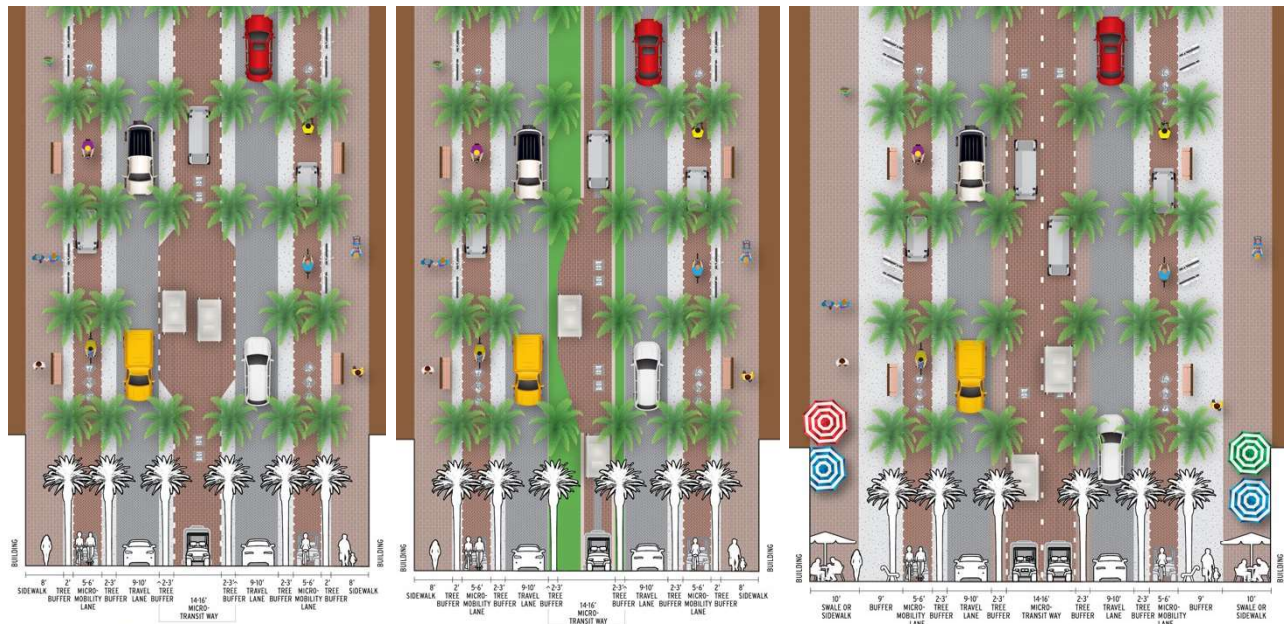 BUILDING
8'
SIDEWALK
2'
TREE
BUFFER
5-6'
MICRO-
MOBILITY
LANE
2-3'
TREE
BUFFER
9-10'
TRAVEL
LANE
2-3'
TREE
BUFFER
14-16'
MICRO-
TRANSIT WAY
2-3'
TREE
BUFFER
9-10'
TRAVEL
LANE
2-3'
TREE
BUFFER
5-6'
MICRO-
MOBILITY
LANE
2'
TREE
BUFFER
8'
SIDEWALK
BUILDING
BUILDING
8'
SIDEWALK
2'
TREE
BUFFER
5-6'
MICRO-
MOBILITY
LANE
2-3'
TREE
BUFFER
9-10'
TRAVEL
LANE
2-3'
TREE
BUFFER
14-16'
MICRO-
TRANSIT WAY
2-3'
TREE
BUFFER
9-10'
TRAVEL
LANE
2-3'
TREE
BUFFER
5-6'
MICRO-
MOBILITY
LANE
2'
TREE
BUFFER
8'
SIDEWALK
BUILDING
BUILDING
10'
SWALE OR
SIDEWALK
9'
BUFFER
5-6'
MICRO-
MOBILITY
LANE
2-3'
TREE
BUFFER
9-10'
TRAVEL
LANE
2-3'
TREE
BUFFER
14-16'
MICRO-
TRANSIT WAY
2-3'
TREE
BUFFER
9-10'
TRAVEL
LANE
2-3'
TREE
BUFFER
5-6'
MICRO-
MOBILITY
LANE
9'
BUFFER
10'
SWALE OR
SIDEWALK
BUILDING